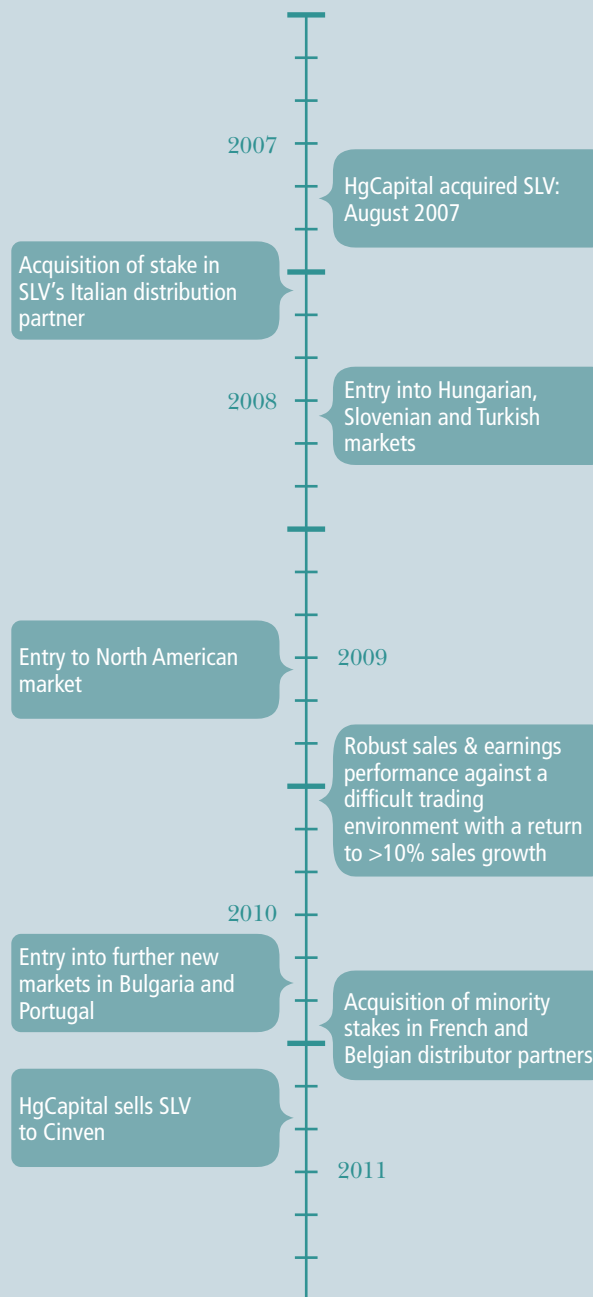 2007
HgCapital acquired SLV:
August 2007
Acquisition of stake in
SLV's Italian distribution
partner
2008
Entry into Hungarian,
Slovenian and Turkish
markets
Entry to North American
market
2009
Robust sales & earnings
performance against a
difficult trading
environment with a return
to >10% sales growth
2010
Entry into further new
markets in Bulgaria and
Portugal
Acquisition of minority
stakes in French and
Belgian distributor partners
HgCapital sells SLV
to Cinven
2011